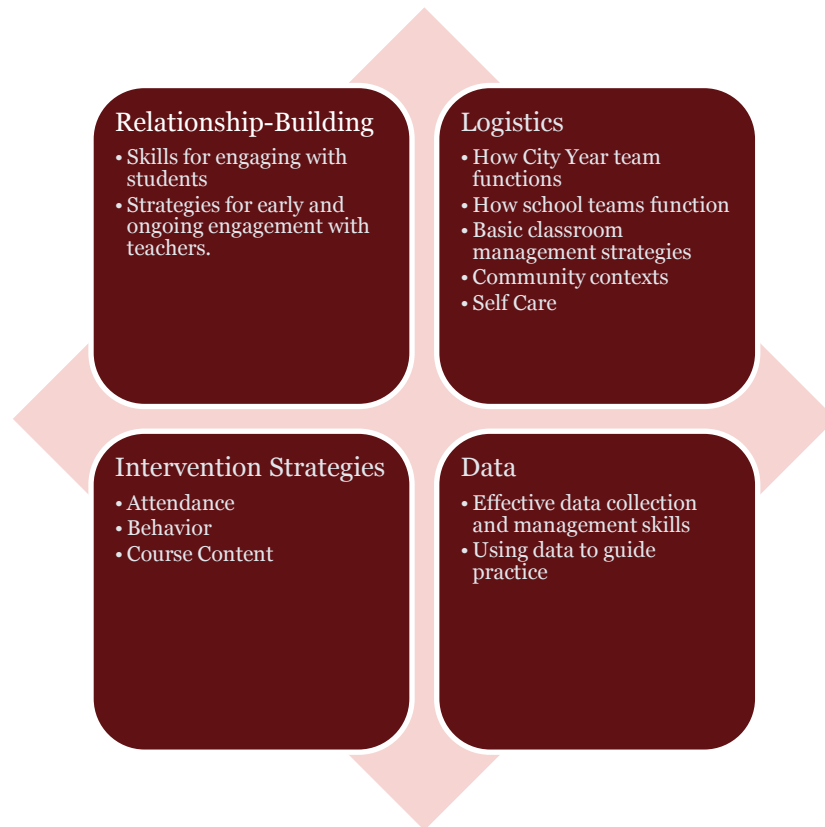 Relationship-Building
• Skills for engaging with
students
• Strategies for early and
ongoing engagement with
teachers.
Logistics
• How City Year team
functions
• How school teams function
• Basic classroom
management strategies
• Community contexts
• Self Care
Intervention Strategies
• Attendance
• Behavior
• Course Content
Data
• Effective data collection
and management skills
• Using data to guide
practice